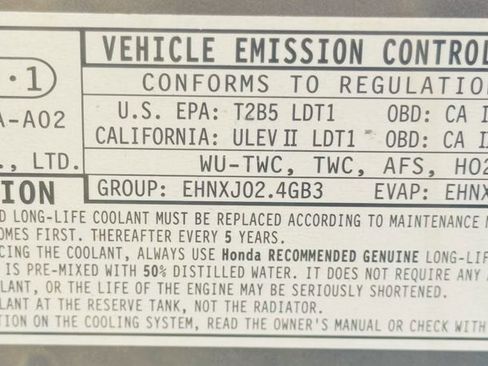 ·1
A-A02
., LTD.
ION
VEHICLE EMISSION CONTROL
CONFORMS TO REGULATION
U.S. EPA: T2B5 LDT1 OBD: CA I
CALIFORNIA: ULEV II LDT1 OBD: CA I
WU-TWC, TWC, AFS, HO2
GROUP: EHNXJ02.4GB3 EVAP: EHNX
D LONG-LIFE COOLANT MUST BE REPLACED ACCORDING TO MAINTENANCE
OMES FIRST. THEREAFTER EVERY 5 YEARS.
CING THE COOLANT, ALWAYS USE Honda RECOMMENDED GENUINE LONG-LIF
IS PRE-MIXED WITH 50% DISTILLED WATER. IT DOES NOT REQUIRE ANY
LANT, OR THE LIFE OF THE ENGINE MAY BE SERIOUSLY SHORTENED.
LANT AT THE RESERVE TANK, NOT THE RADIATOR.
TION ON THE COOLING SYSTEM, READ THE OWNER'S MANUAL OR CHECK WITH